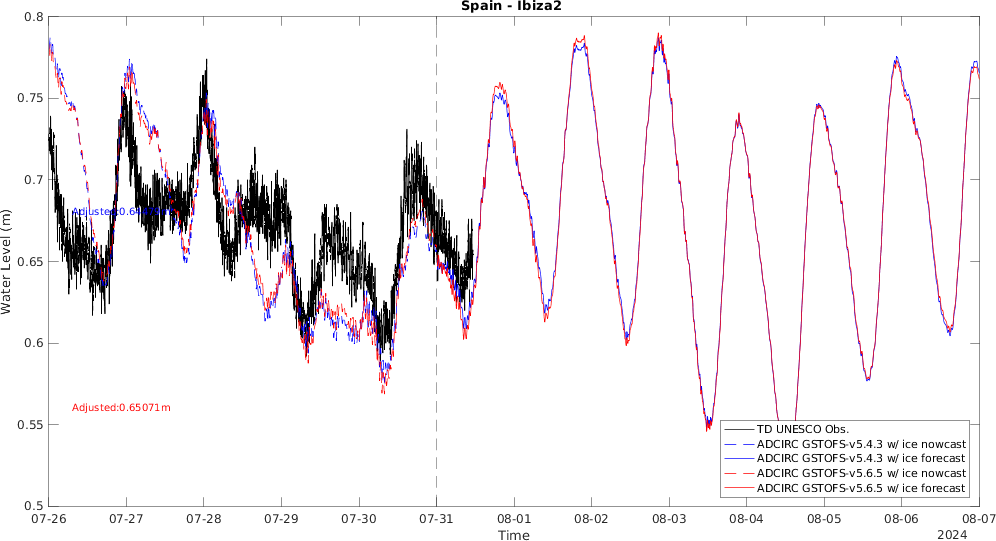 Spain - Ibiza2
0.8
0.75
0.7
0.65
0.6
0.55
0.5
Water Level (m)
Adjusted:0.65071m
TD UNESCO Obs.
ADCIRC GSTOFS-v5.4.3 w/ ice nowcast
ADCIRC GSTOFS-v5.4.3 w/ ice forecast
ADCIRC GSTOFS-v5.6.5 w/ ice nowcast
ADCIRC GSTOFS-v5.6.5 w/ ice forecast
07-26 07-27 07-28 07-29 07-30 07-31 08-01 08-02 08-03 08-04 08-05 08-06 08-07
Time
2024